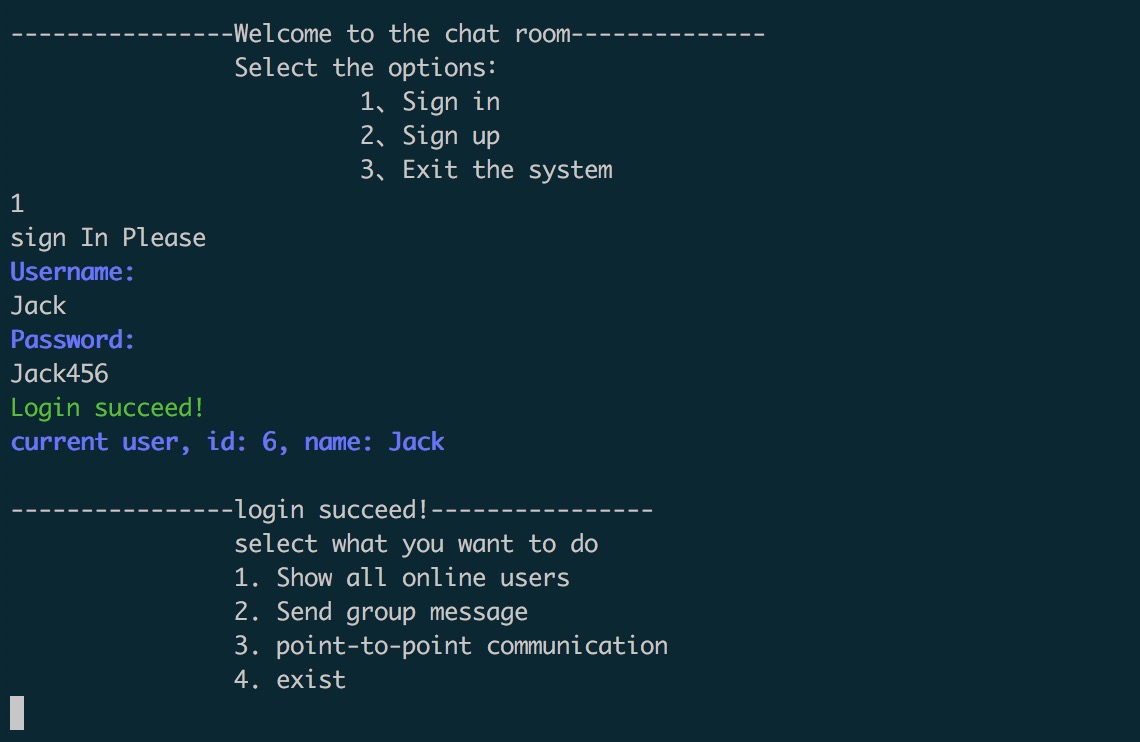 ----------------Welcome to the chat room--------------
Select the options:
1、Sign in
2、Sign up
3、Exit the system
1
sign In Please
Username:
Jack
Password:
Jack456
Login succeed!
current user, id: 6, name: Jack
----------------login succeed!----------------
select what you want to do
1. Show all online users
2. Send group message
3. point-to-point communication
4. exist